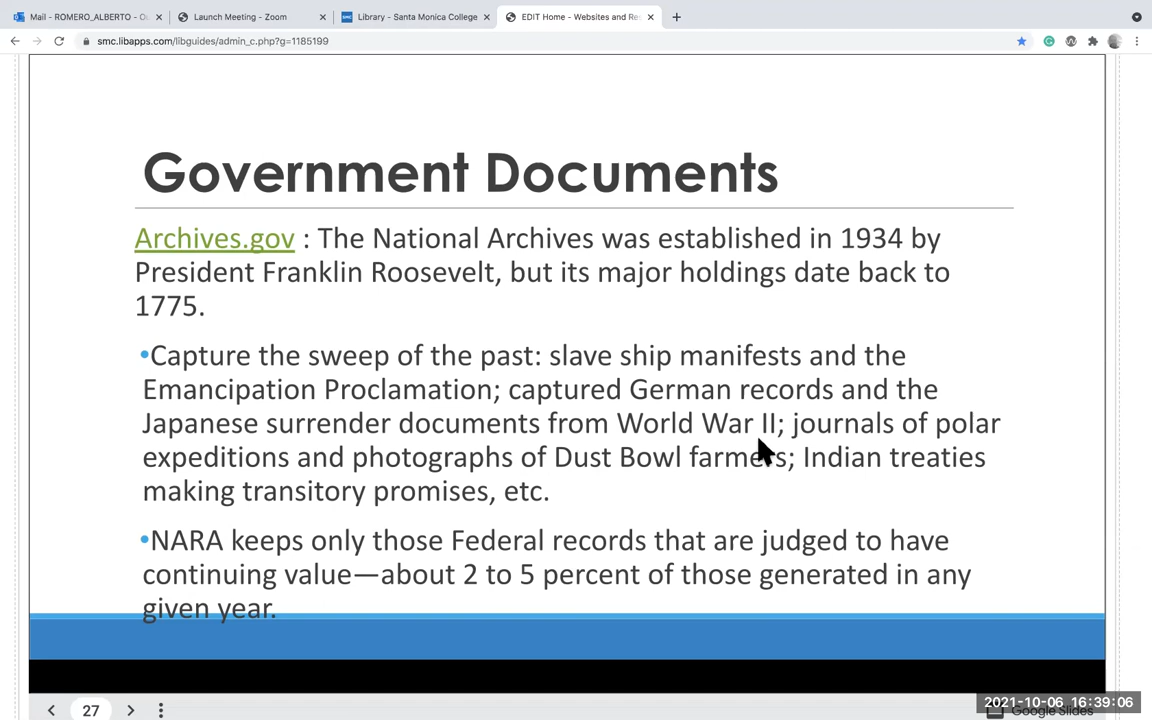 Mail - ROMERO_ALBERTO - O
Launch Meeting - Zoom
Library - Santa Monica College
EDIT Home - Websites and Re
smc.libapps.com/libguides/admin_c.php?g=1185199
Government Documents
Archives.gov : The National Archives was established in 1934 by
President Franklin Roosevelt, but its major holdings date back to
1775.
•Capture the sweep of the past: slave ship manifests and the
Emancipation Proclamation; captured German records and the
Japanese surrender documents from World War II; journals of polar
expeditions and photographs of Dust Bowl farmers; Indian treaties
making transitory promises, etc.
•NARA keeps only those Federal records that are judged to have
continuing value—about 2 to 5 percent of those generated in any
given year.
27
2021-10-06 16:39:06
Google Slides